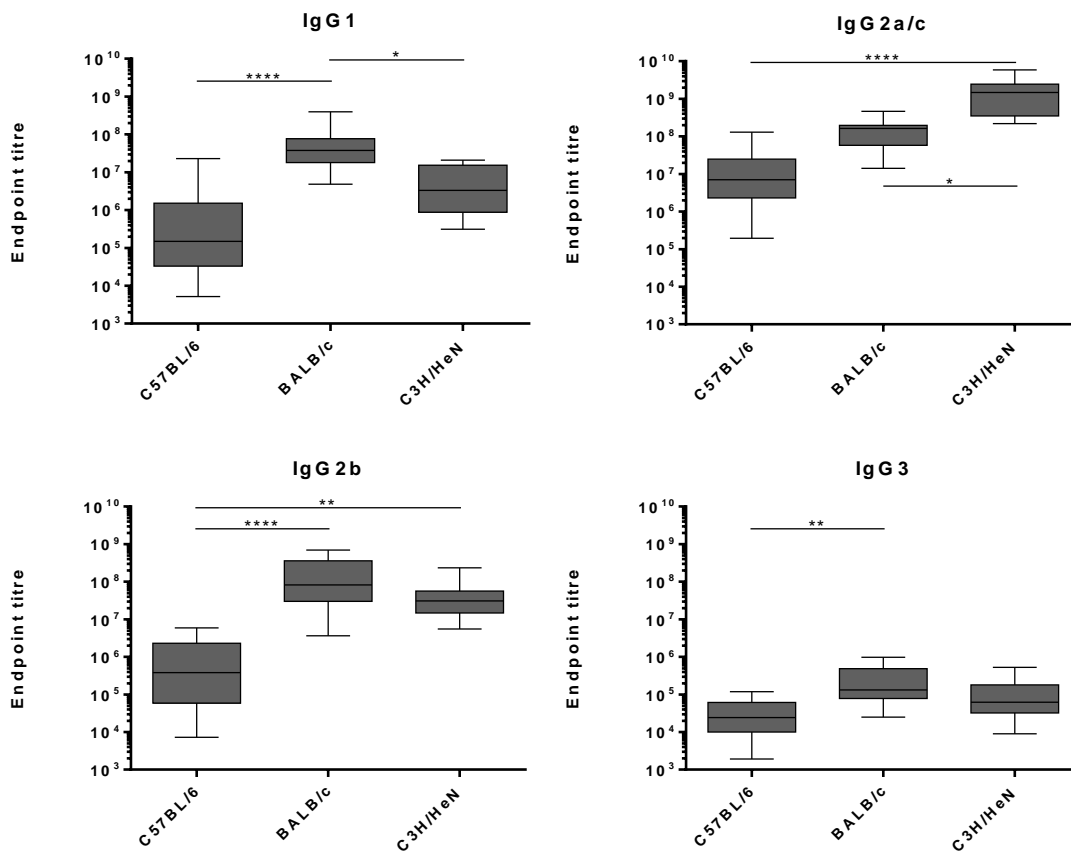 IgG1
Endpoint titre
10^10
10^9
10^8
10^7
10^6
10^5
10^4
10^3
****
*
C57BL/6
BALB/c
C3H/HeN
IgG2a/c
Endpoint titre
10^10
10^9
10^8
10^7
10^6
10^5
10^4
10^3
****
*
C57BL/6
BALB/c
C3H/HeN
IgG2b
Endpoint titre
10^10
10^9
10^8
10^7
10^6
10^5
10^4
10^3
**
****
C57BL/6
BALB/c
C3H/HeN
IgG3
Endpoint titre
10^10
10^9
10^8
10^7
10^6
10^5
10^4
10^3
**
C57BL/6
BALB/c
C3H/HeN